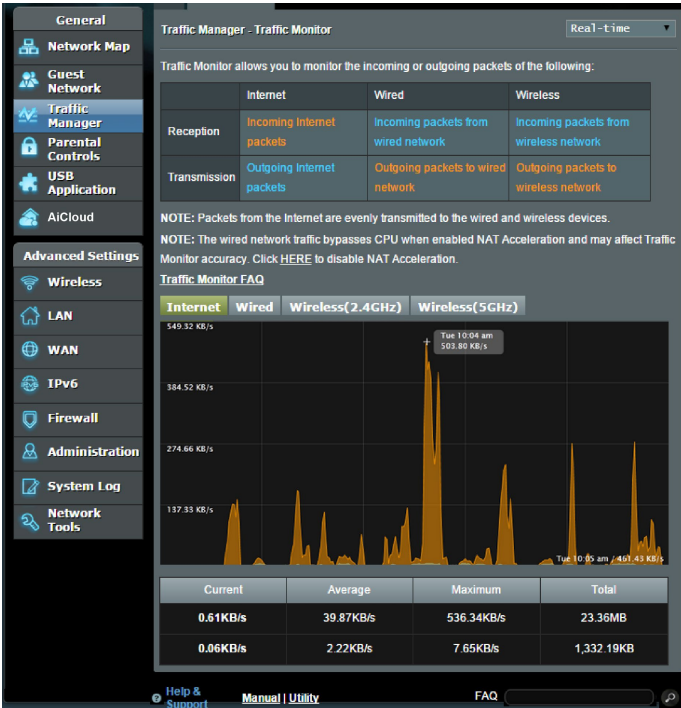 General
Network Map
Guest
Network
Traffic
Manager
Parental
Controls
USB
Application
AiCloud
Advanced Settings
Wireless
LAN
WAN
IPv6
Firewall
Administration
System Log
Network
Tools
Traffic Manager - Traffic Monitor
Real-time
Traffic Monitor allows you to monitor the incoming or outgoing packets of the following:
Internet Wired Wireless
Reception
Incoming Internet
packets
Incoming packets from
wired network
Incoming packets from
wireless network
Transmission
Outgoing Internet
packets
Outgoing packets to wired
network
Outgoing packets to
wireless network
NOTE: Packets from the Internet are evenly transmitted to the wired and wireless devices.
NOTE: The wired network traffic bypasses CPU when enabled NAT Acceleration and may affect Traffic
Monitor accuracy. Click HERE to disable NAT Acceleration.
Traffic Monitor FAQ
Internet Wired Wireless(2.4GHz) Wireless(5GHz)
549.32 KB/s
Tue 10:04 am
503.80 KB/s
384.52 KB/s
274.66 KB/s
137.33 KB/s
Tue 10:05 am / 461.43 KB/s
Current Average Maximum Total
0.61KB/s 39.87KB/s 536.34KB/s 23.36MB
0.06KB/s 2.22KB/s 7.65KB/s 1,332.19KB
Help &
Support
Manual | Utility
FAQ